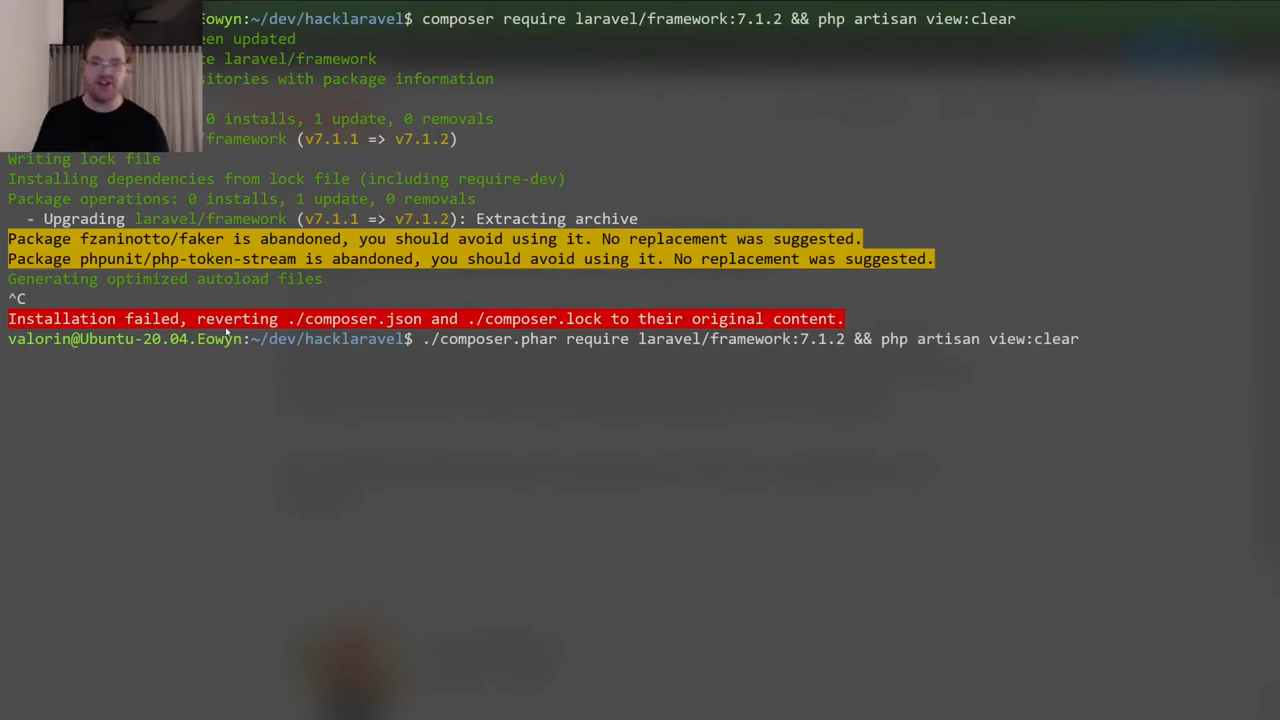 Eowyn:~/dev/hacklaravel$ composer require laravel/framework:7.1.2 && php artisan view:clear
een updated
te laravel/framework
sitories with package information
0 installs, 1 update, 0 removals
/framework (v7.1.1 => v7.1.2)
Writing lock file
Installing dependencies from lock file (including require-dev)
Package operations: 0 installs, 1 update, 0 removals
- Upgrading laravel/framework (v7.1.1 => v7.1.2): Extracting archive
Package fzaninotto/faker is abandoned, you should avoid using it. No replacement was suggested.
Package phpunit/php-token-stream is abandoned, you should avoid using it. No replacement was suggested.
Generating optimized autoload files
^C
Installation failed, reverting ./composer.json and ./composer.lock to their original content.
valorin@Ubuntu-20.04.Eowyn:~/dev/hacklaravel$ ./composer.phar require laravel/framework:7.1.2 && php artisan view:clear